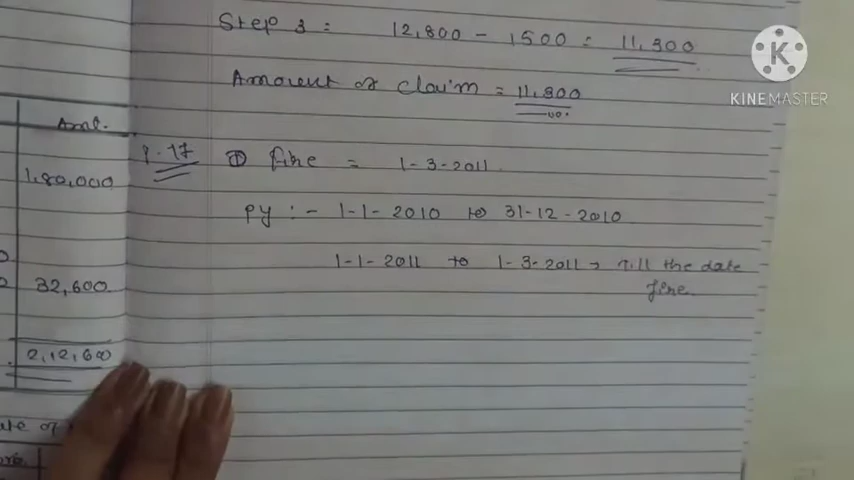 Step 3 : 12,800 - 1500 = 11,300
Amount of claim = 11,300
Amt.
1,80,000
P. 17 ① fire = 1-3-2011
py :- 1-1-2010 to 31-12-2010
1-1-2011 to 1-3-2011 → Till the date
fire
32,600
2,12,600
of
K
KINEMASTER